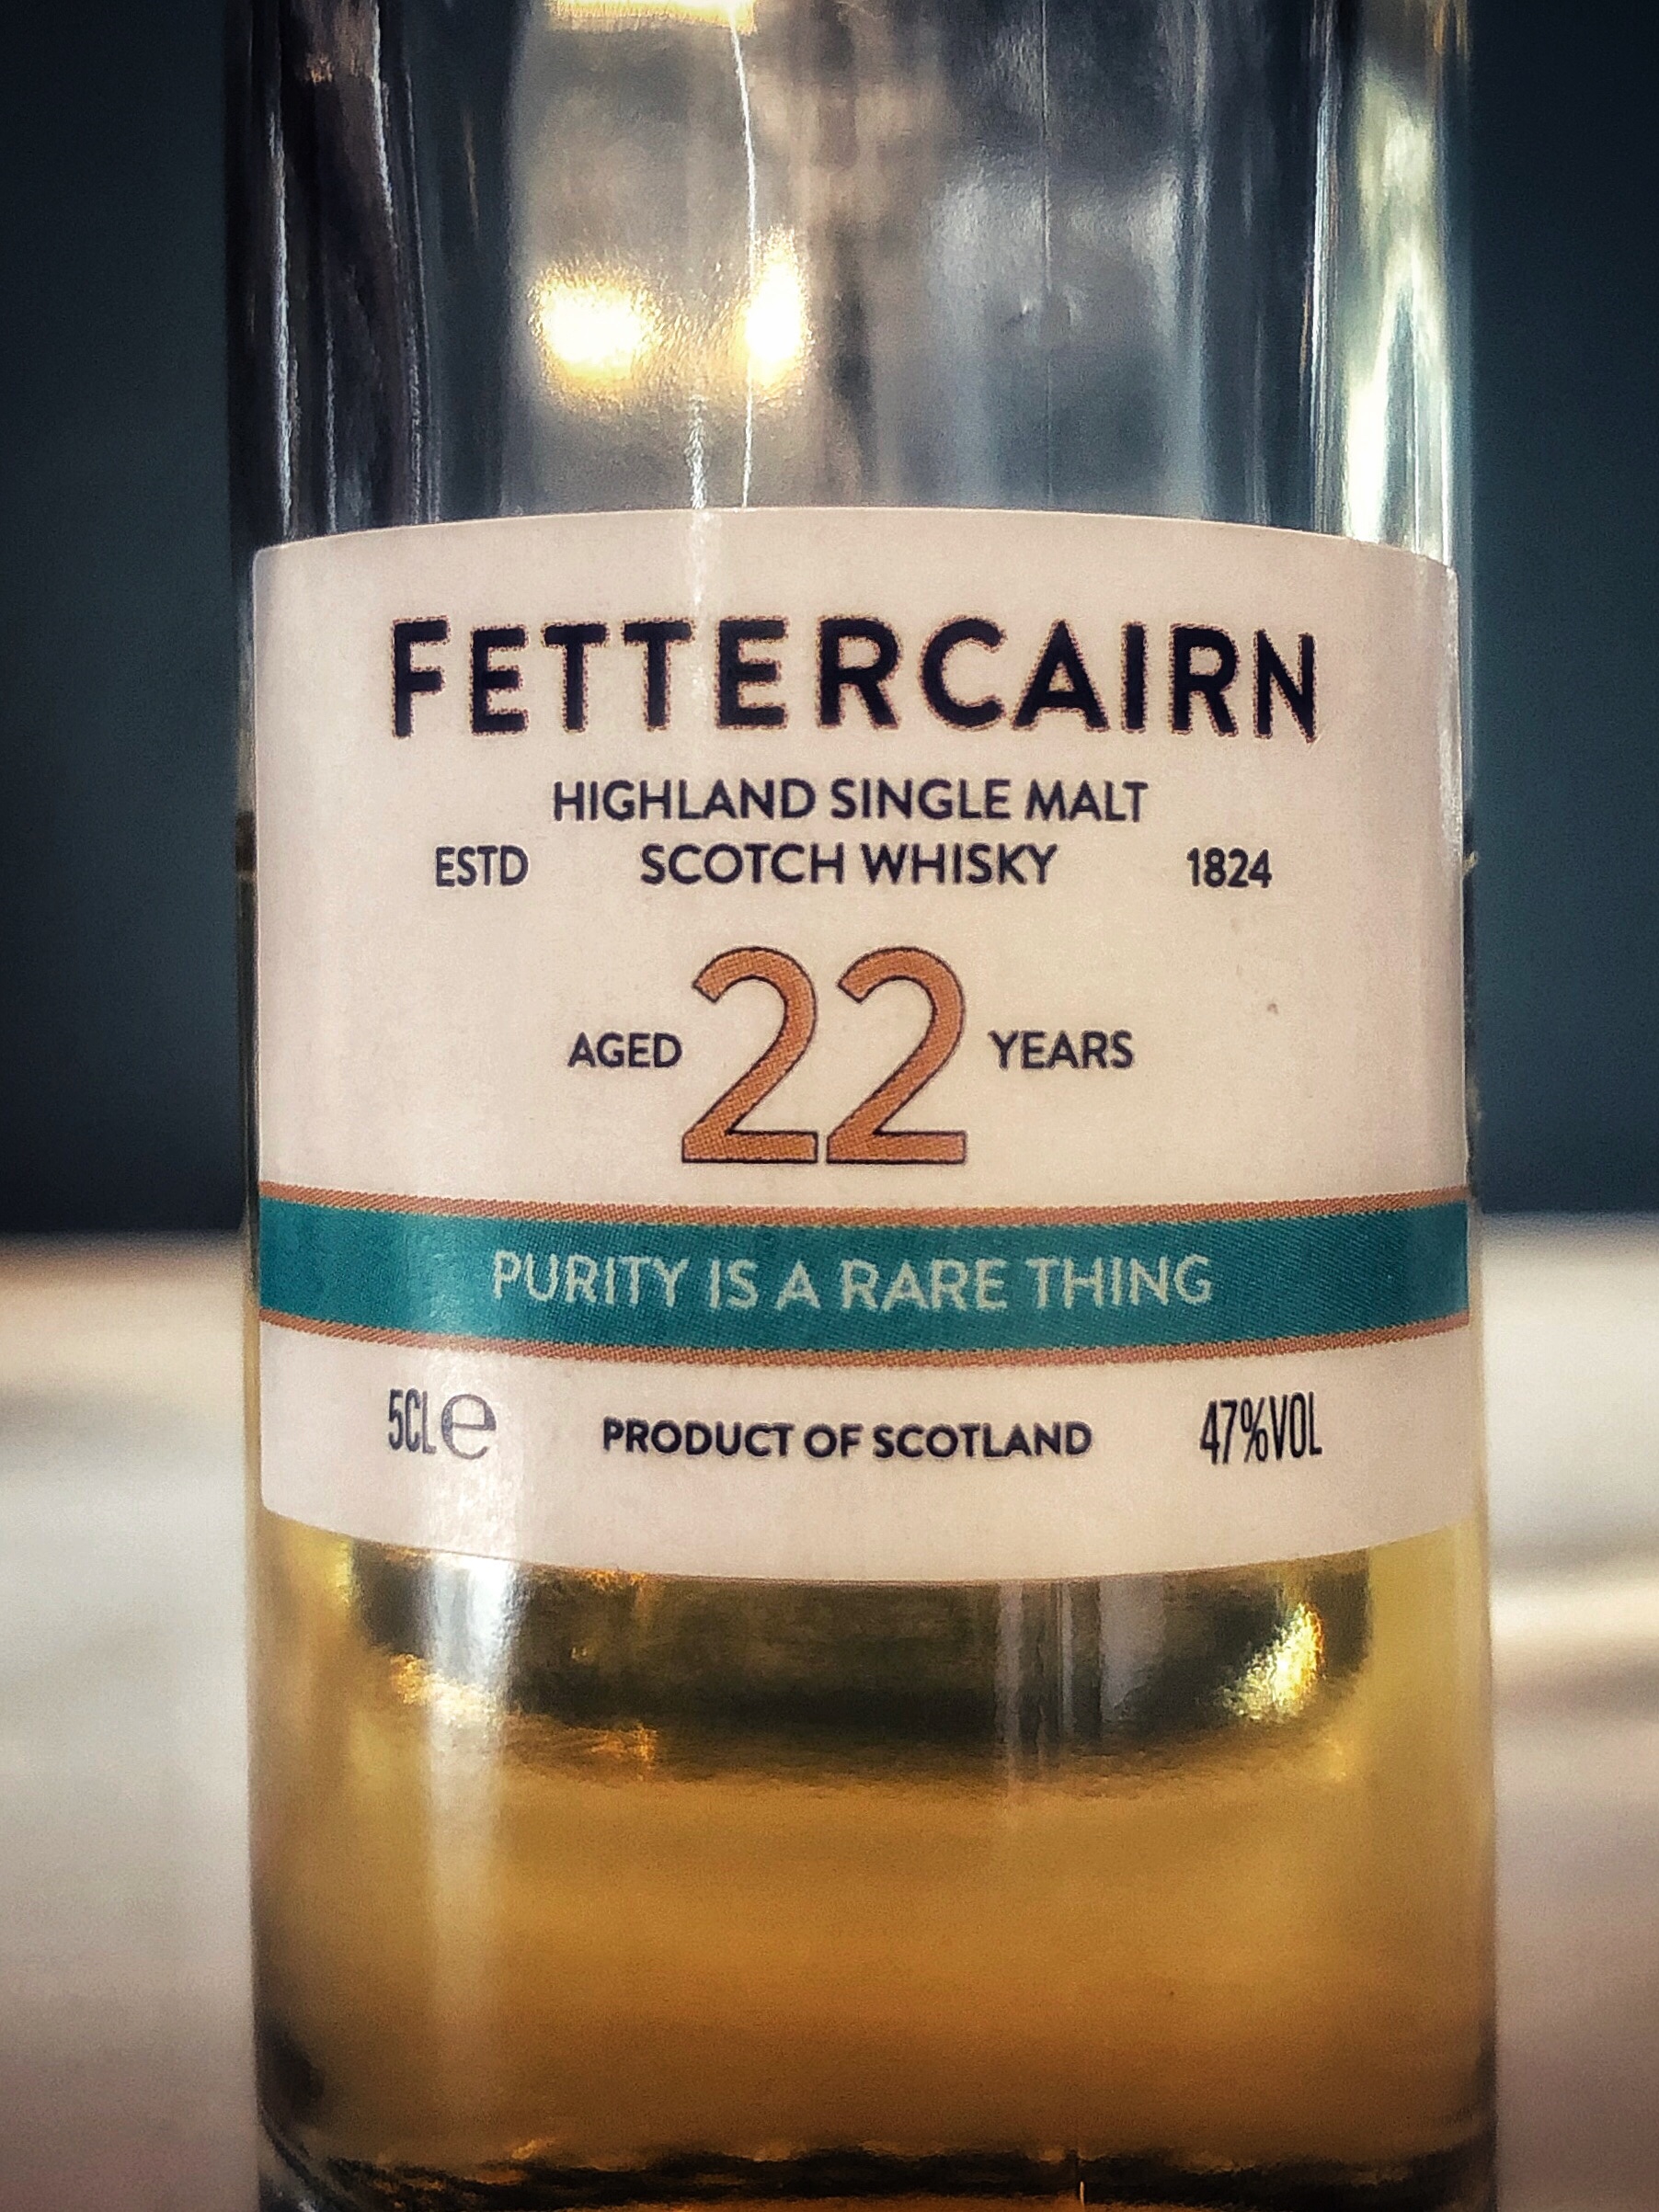 FETTERCAIRN
HIGHLAND SINGLE MALT
ESTD SCOTCH WHISKY 1824
AGED 22 YEARS
PURITY IS A RARE THING
5CL e PRODUCT OF SCOTLAND 47%VOL